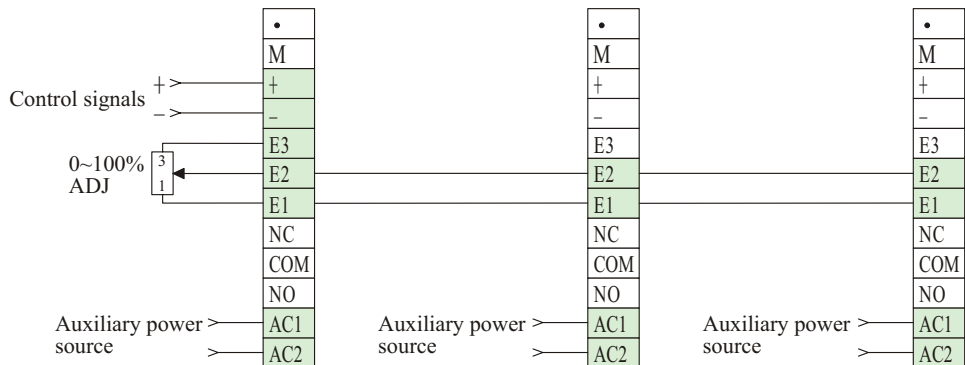 •
M
+
–
E3
E2
E1
NC
COM
NO
AC1
AC2
Control signals
+
–
0~100%
ADJ
3
1
Auxiliary power
source
•
M
+
–
E3
E2
E1
NC
COM
NO
AC1
AC2
Auxiliary power
source
•
M
+
–
E3
E2
E1
NC
COM
NO
AC1
AC2
Auxiliary power
source